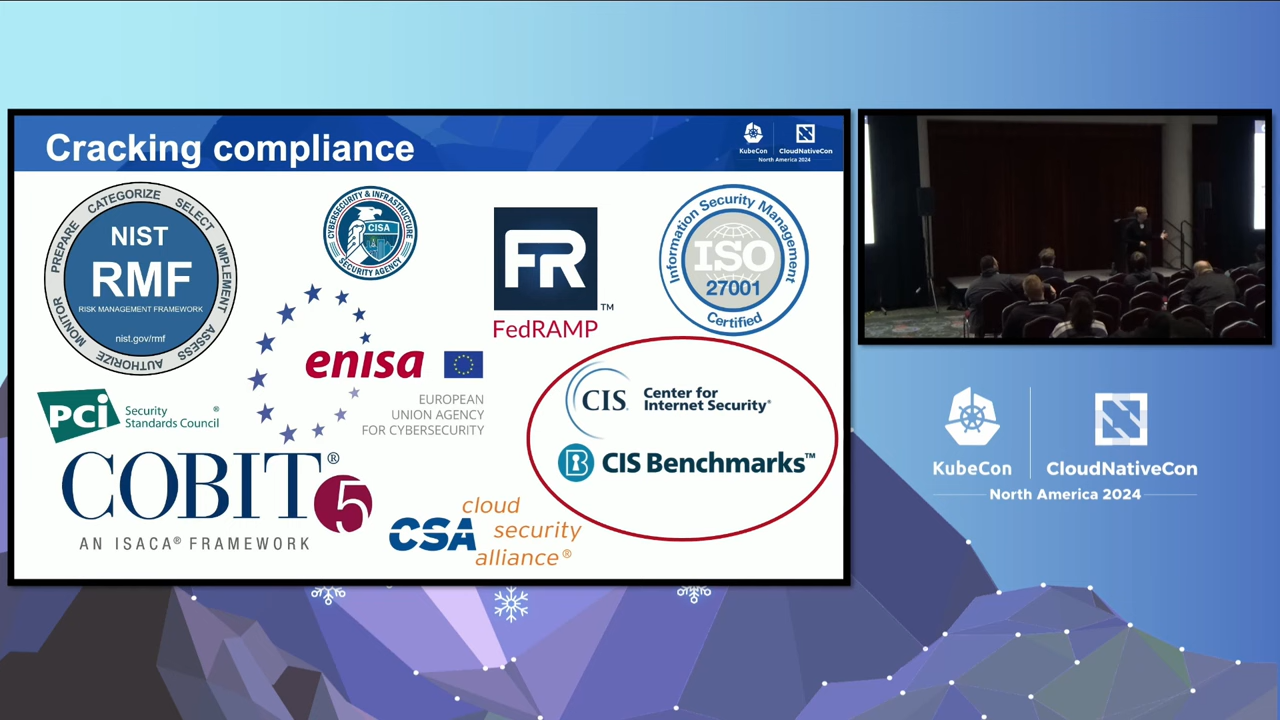 Cracking compliance
KubeCon
CloudNativeCon
North America 2024
PREPARE CATEGORIZE SELECT IMPLEMENT ASSESS AUTHORIZE MONITOR
NIST
RMF
RISK MANAGEMENT FRAMEWORK
nist.gov/rmf
CYBERSECURITY & INFRASTRUCTURE
CISA
SECURITY AGENCY
FR™
FedRAMP
Information Security Management
ISO
27001
Certified
enisa
EUROPEAN
UNION AGENCY
FOR CYBERSECURITY
PCi Security
Standards Council®
CIS® Center for
Internet Security®
CIS Benchmarks™
COBIT® 5
AN ISACA® FRAMEWORK
CSA cloud
security
alliance®
KubeCon
CloudNativeCon
North America 2024